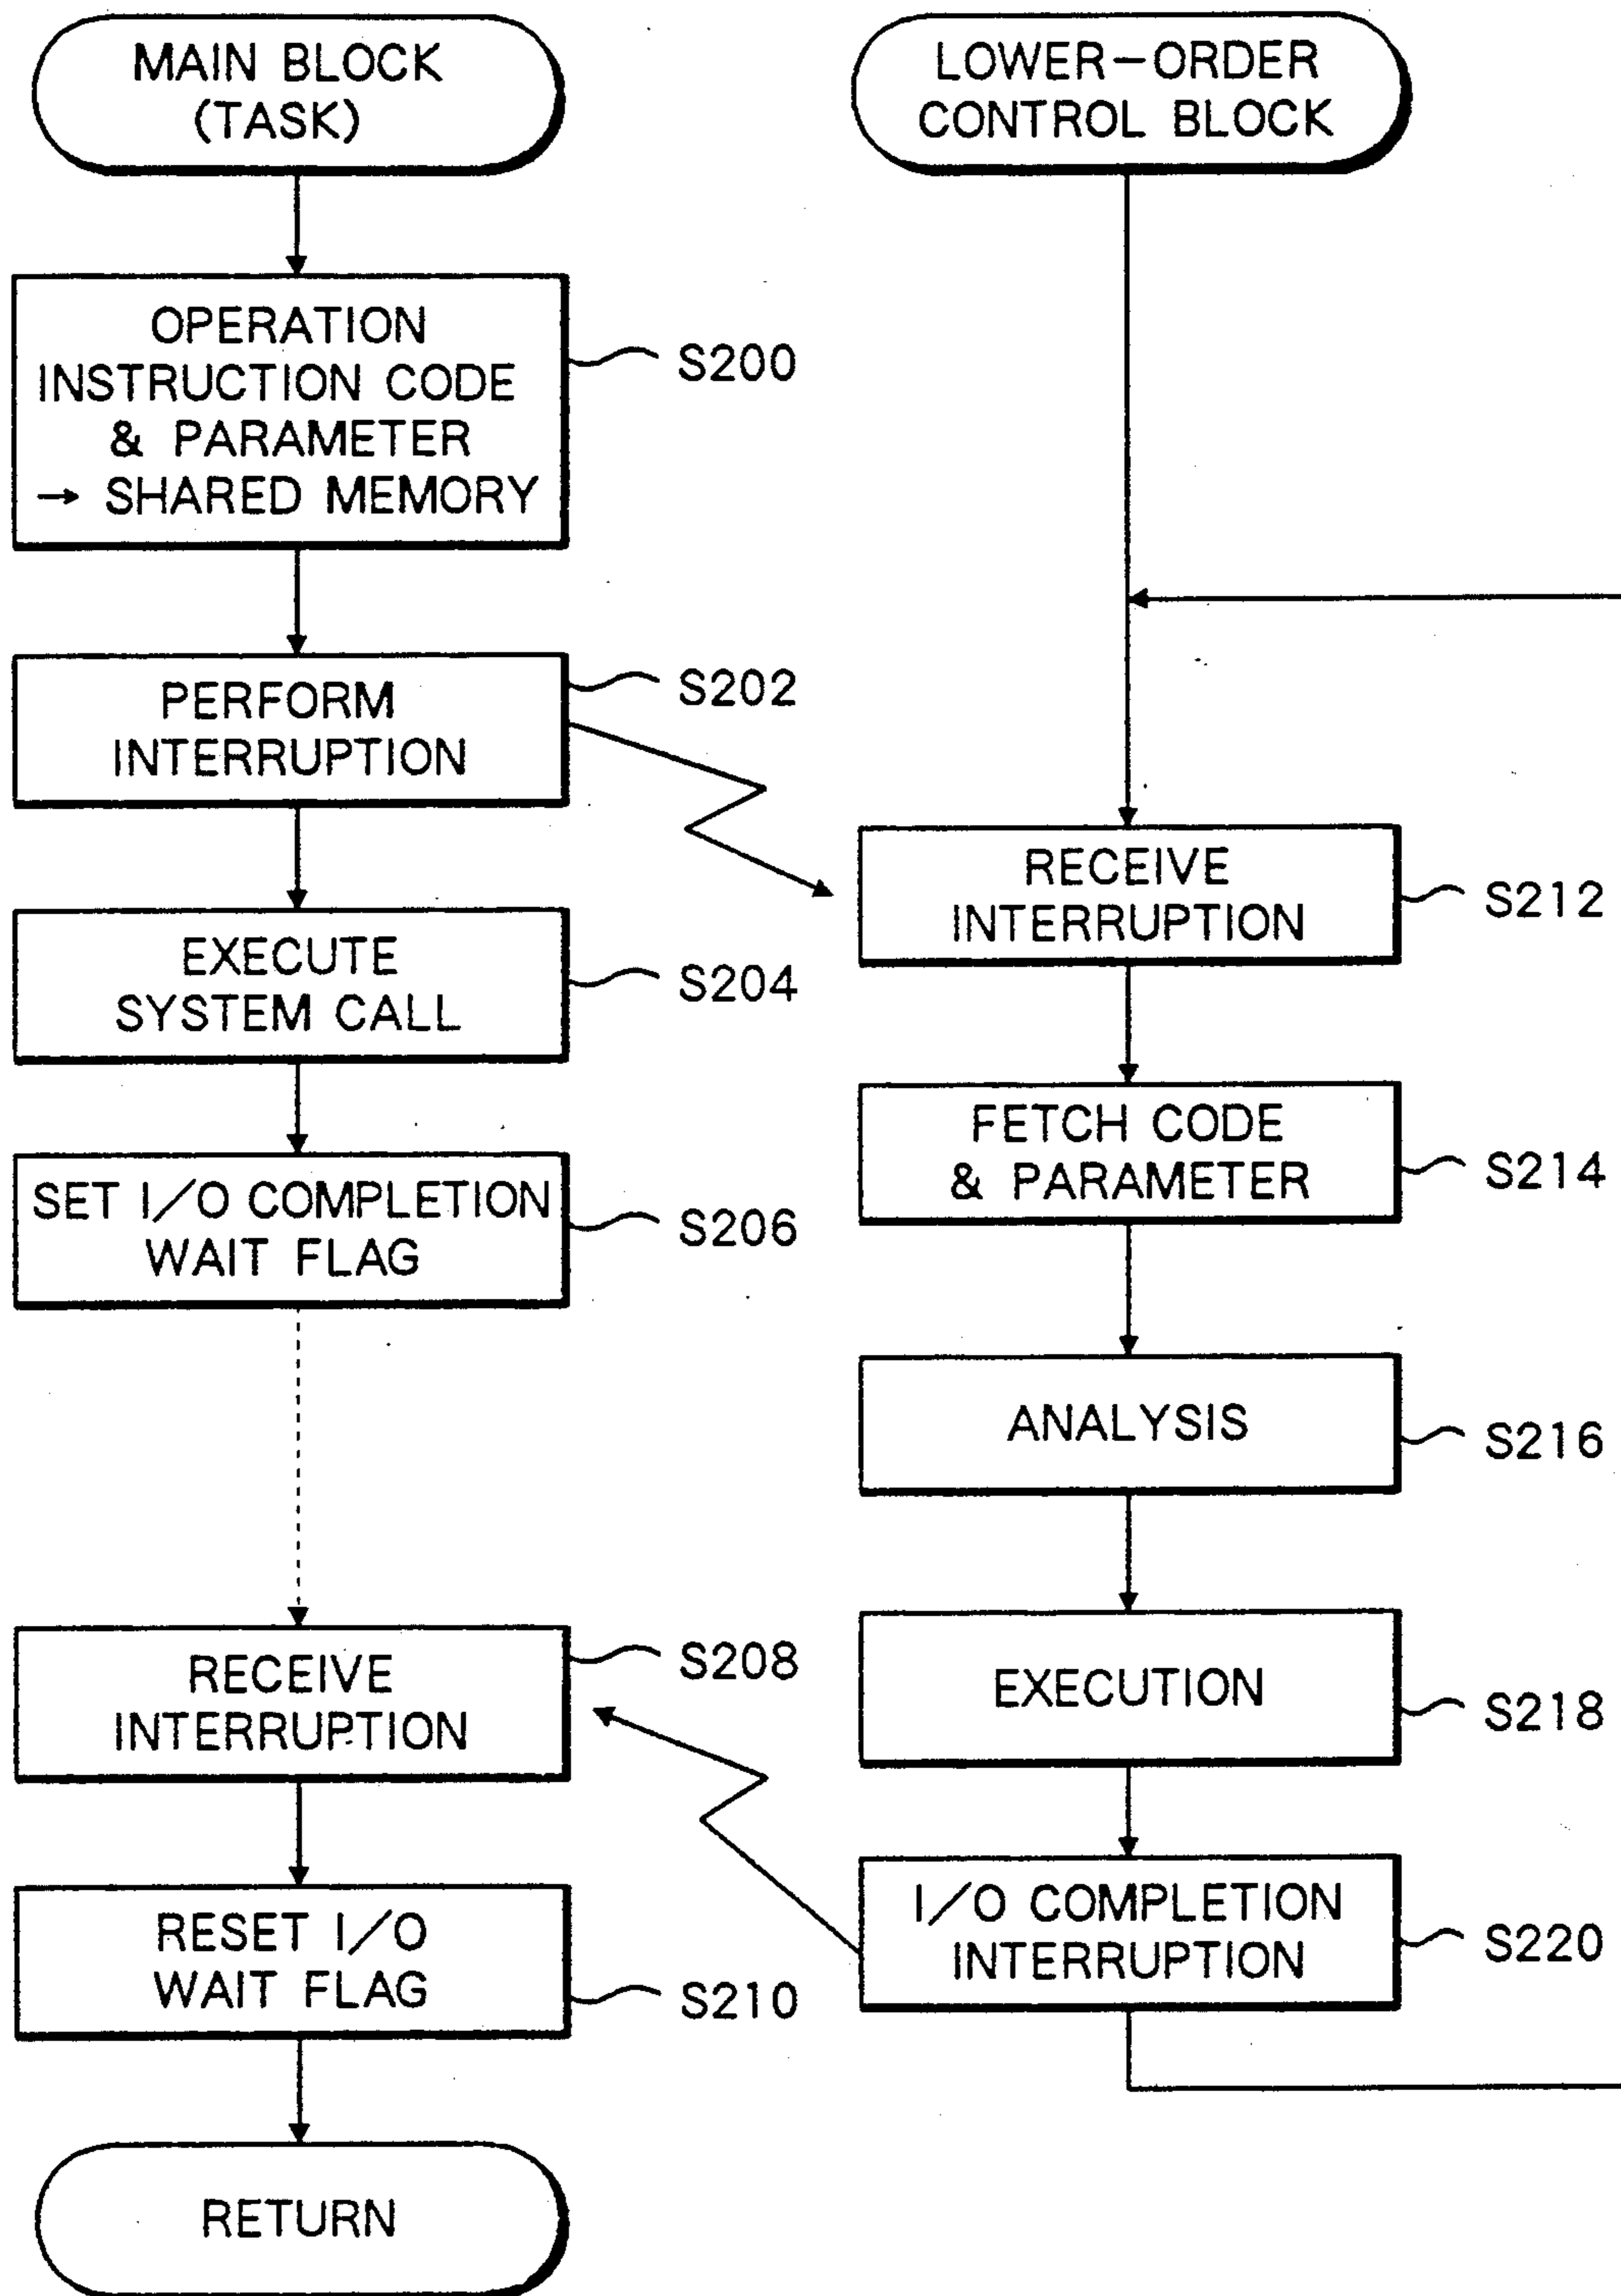 MAIN BLOCK
(TASK)
OPERATION
INSTRUCTION CODE
& PARAMETER
→ SHARED MEMORY
S200
PERFORM
INTERRUPTION
S202
EXECUTE
SYSTEM CALL
S204
SET I/O COMPLETION
WAIT FLAG
S206
RECEIVE
INTERRUPTION
S208
RESET I/O
WAIT FLAG
S210
RETURN
LOWER-ORDER
CONTROL BLOCK
RECEIVE
INTERRUPTION
S212
FETCH CODE
& PARAMETER
S214
ANALYSIS
S216
EXECUTION
S218
I/O COMPLETION
INTERRUPTION
S220